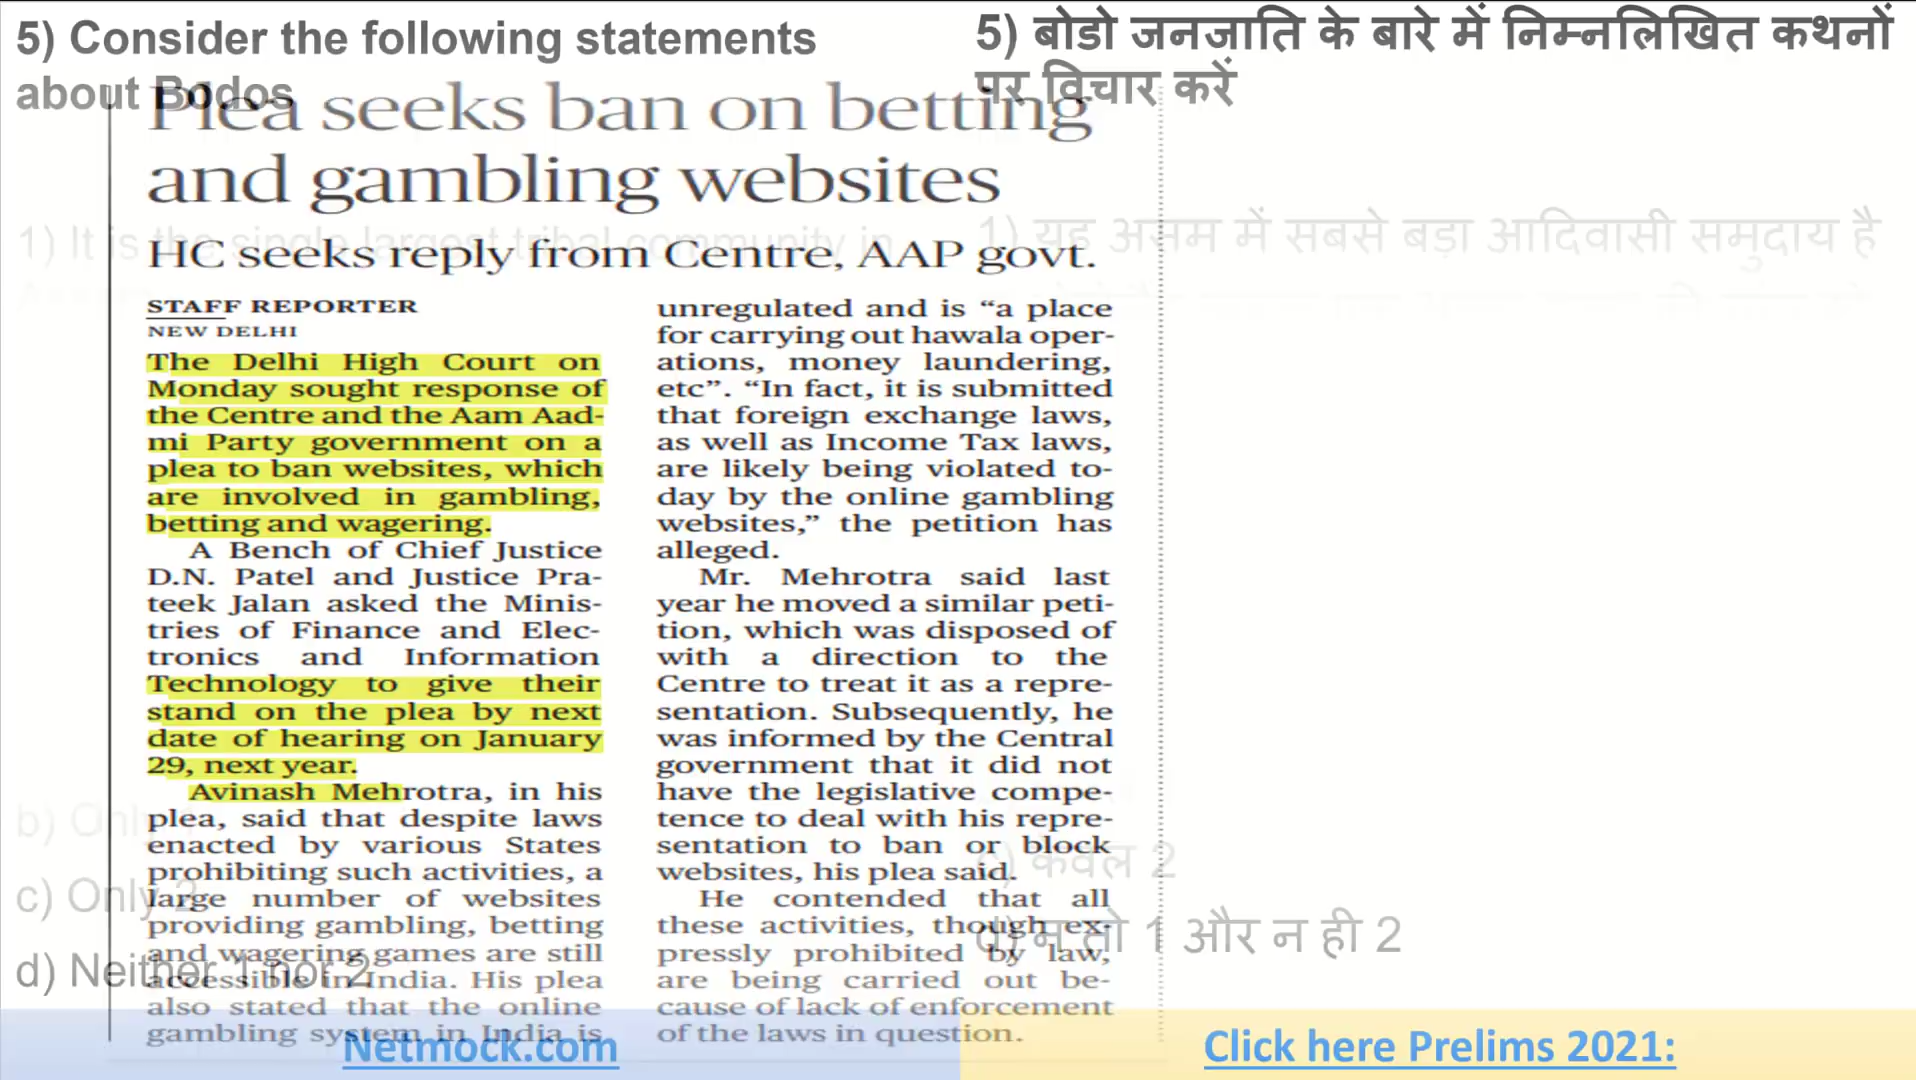 5) Consider the following statements
about Bodos
5) बोडो जनजाति के बारे में निम्नलिखित कथनों
पर विचार करें
Plea seeks ban on betting
and gambling websites
1) It is the single largest tribal community in
1) यह असम में सबसे बड़ा आदिवासी समुदाय है
HC seeks reply from Centre, AAP govt.
STAFF REPORTER
NEW DELHI
The Delhi High Court on
Monday sought response of
the Centre and the Aam Aad-
mi Party government on a
plea to ban websites, which
are involved in gambling,
betting and wagering.
A Bench of Chief Justice
D.N. Patel and Justice Pra-
teek Jalan asked the Minis-
tries of Finance and Elec-
tronics and Information
Technology to give their
stand on the plea by next
date of hearing on January
29, next year.
Avinash Mehrotra, in his
plea, said that despite laws
enacted by various States
prohibiting such activities, a
large number of websites
providing gambling, betting
and wagering games are still
accessible in India. His plea
also stated that the online
gambling system in India is
unregulated and is “a place
for carrying out hawala oper-
ations, money laundering,
etc”. “In fact, it is submitted
that foreign exchange laws,
as well as Income Tax laws,
are likely being violated to-
day by the online gambling
websites,” the petition has
alleged.
Mr. Mehrotra said last
year he moved a similar peti-
tion, which was disposed of
with a direction to the
Centre to treat it as a repre-
sentation. Subsequently, he
was informed by the Central
government that it did not
have the legislative compe-
tence to deal with his repre-
sentation to ban or block
websites, his plea said.
He contended that all
these activities, though ex-
pressly prohibited by law,
are being carried out be-
cause of lack of enforcement
of the laws in question.
b) Only 1
c) Only 2
d) Neither 1 nor 2
c) केवल 2
d) न तो 1 और न ही 2
Netmock.com
Click here Prelims 2021: